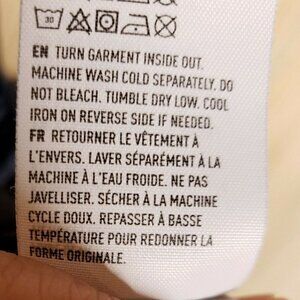 30
EN TURN GARMENT INSIDE OUT.
MACHINE WASH COLD SEPARATELY. DO
NOT BLEACH. TUMBLE DRY LOW. COOL
IRON ON REVERSE SIDE IF NEEDED.
FR RETOURNER LE VÊTEMENT À
L'ENVERS. LAVER SÉPARÉMENT À LA
MACHINE À L'EAU FROIDE. NE PAS
JAVELLISER. SÉCHER À LA MACHINE
CYCLE DOUX. REPASSER À BASSE
TEMPÉRATURE POUR REDONNER LA
FORME ORIGINALE.